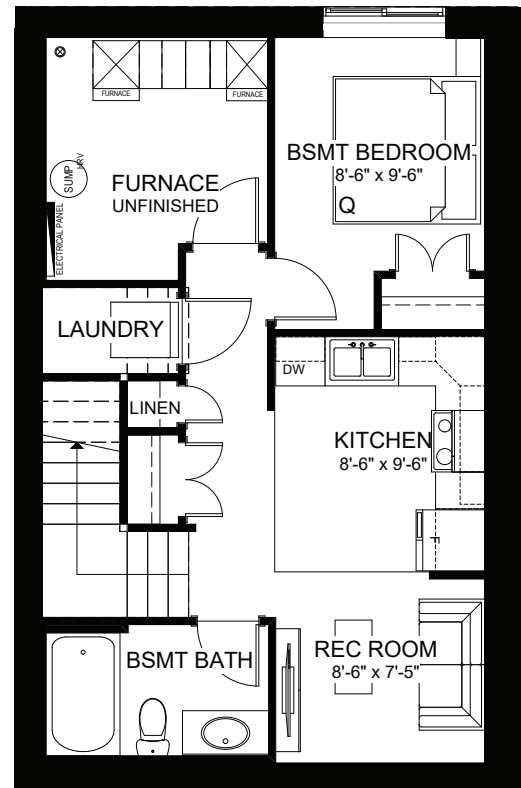 FURNACE
FURNACE
BSMT BEDROOM
8'-6" x 9'-6"
Q
SUMP
HRV
FURNACE
UNFINISHED
ELECTRICAL PANEL
LAUNDRY
DW
LINEN
KITCHEN
8'-6" x 9'-6"
F
BSMT BATH
REC ROOM
8'-6" x 7'-5"